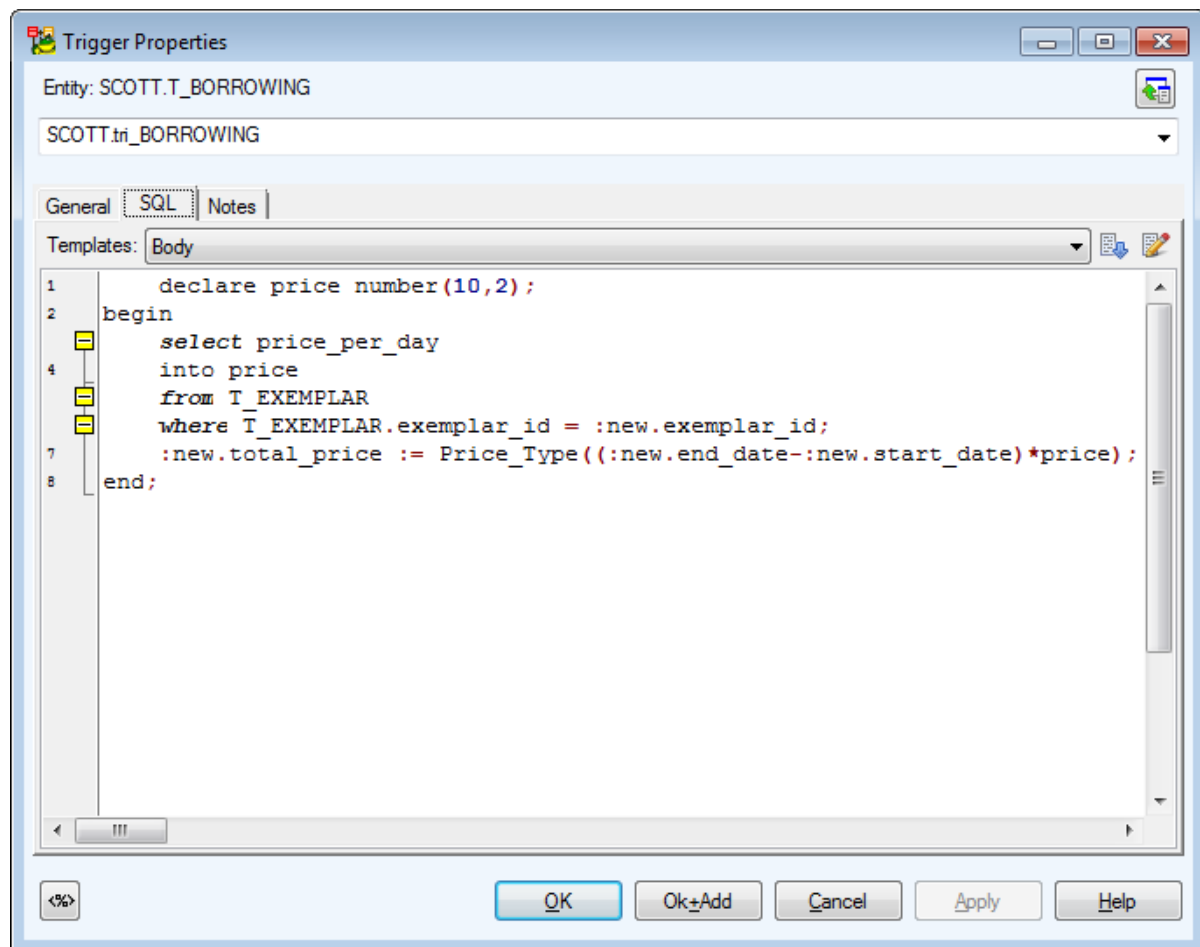 Trigger Properties
Entity: SCOTT.T_BORROWING
SCOTT.tri_BORROWING
General SQL Notes
Templates: Body
1 declare price number(10,2);
2 begin
select price_per_day
4 into price
from T_EXEMPLAR
where T_EXEMPLAR.exemplar_id = :new.exemplar_id;
7 :new.total_price := Price_Type((:new.end_date-:new.start_date)*price);
8 end;
<%> OK Ok+Add Cancel Apply Help